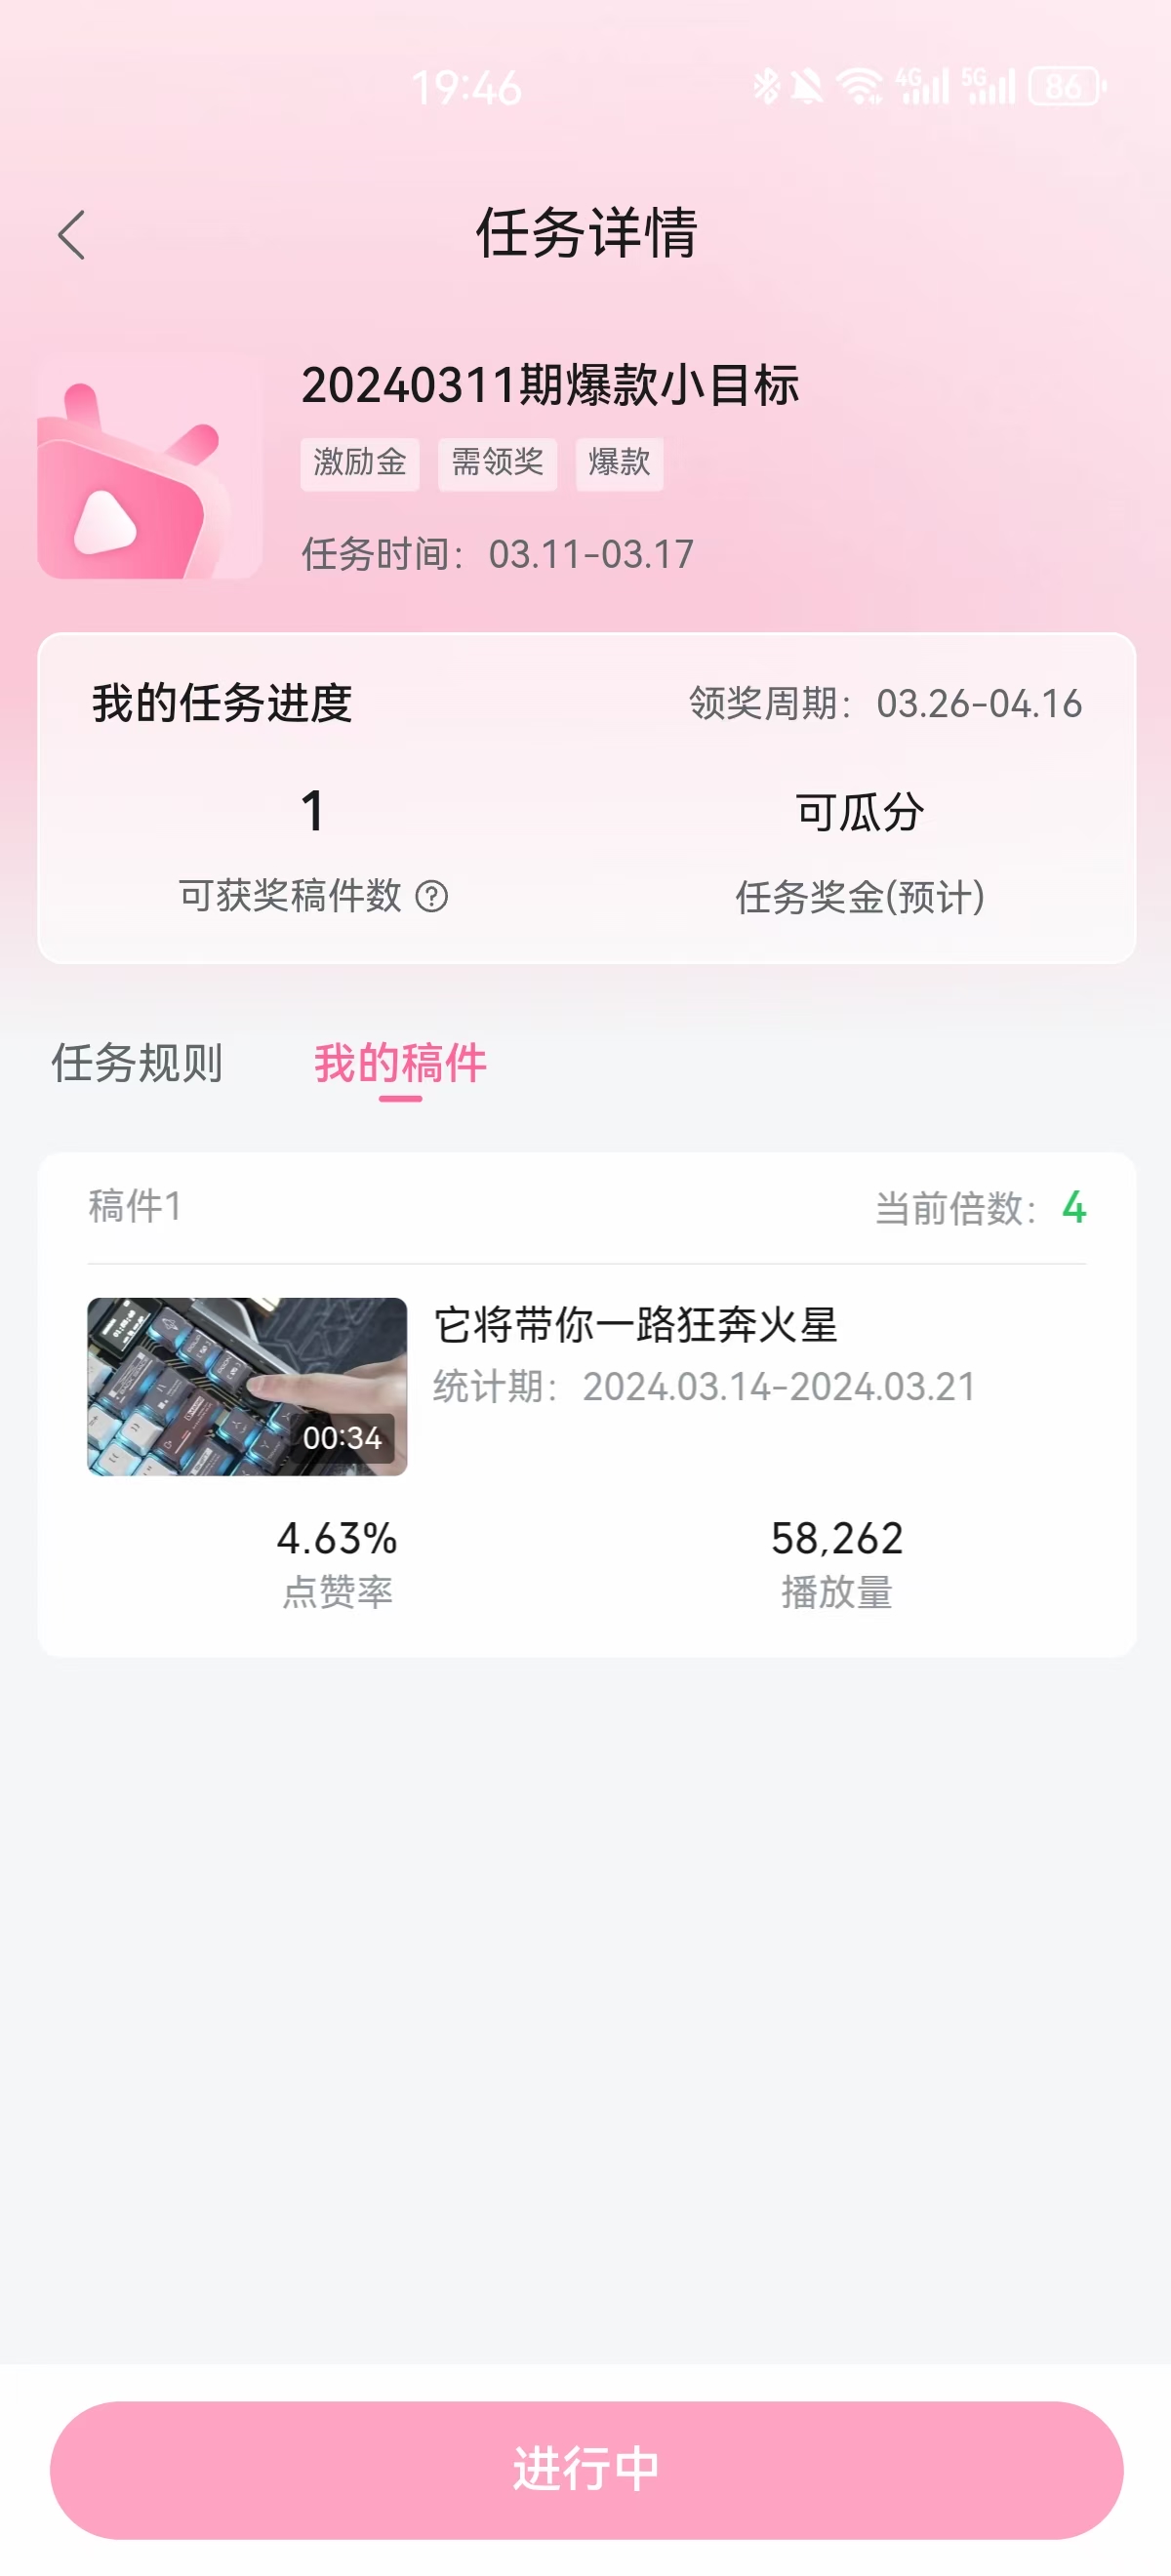 19:46
4G 5G 86
任务详情
20240311期爆款小目标
激励金 需领奖 爆款
任务时间：03.11-03.17
我的任务进度 领奖周期：03.26-04.16
1 可瓜分
可获奖稿件数 ? 任务奖金(预计)
任务规则 我的稿件
稿件1 当前倍数：4
它将带你一路狂奔火星
统计期：2024.03.14-2024.03.21
00:34
4.63% 58,262
点赞率 播放量
进行中